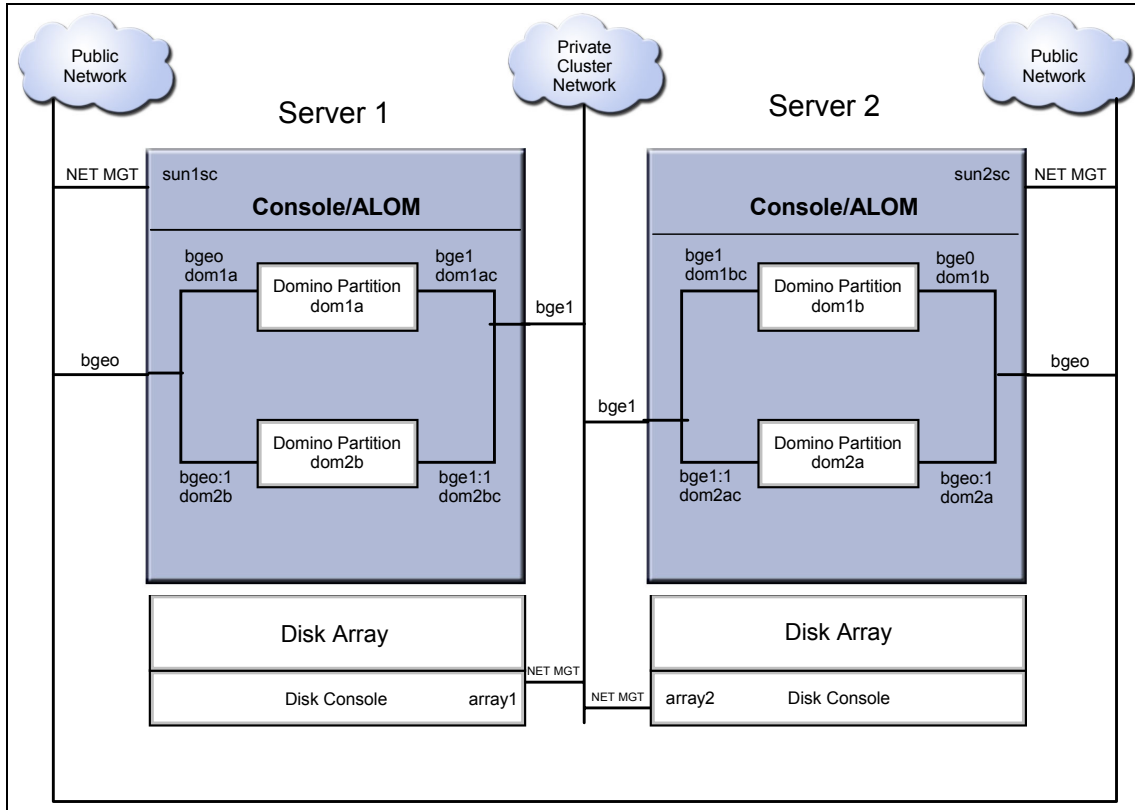 Public
Network
Private
Cluster
Network
Public
Network
Server 1
Server 2
NET MGT
sun1sc
Console/ALOM
bgeo
dom1a
Domino Partition
dom1a
bge1
dom1ac
bge1
bgeo
Domino Partition
dom2b
bgeo:1
dom2b
bge1:1
dom2bc
sun2sc
NET MGT
Console/ALOM
bge1
dom1bc
Domino Partition
dom1b
bge0
dom1b
bgeo
bge1
Domino Partition
dom2a
bge1:1
dom2ac
bgeo:1
dom2a
Disk Array
Disk Console
array1
NET MGT
Disk Array
NET MGT
array2
Disk Console